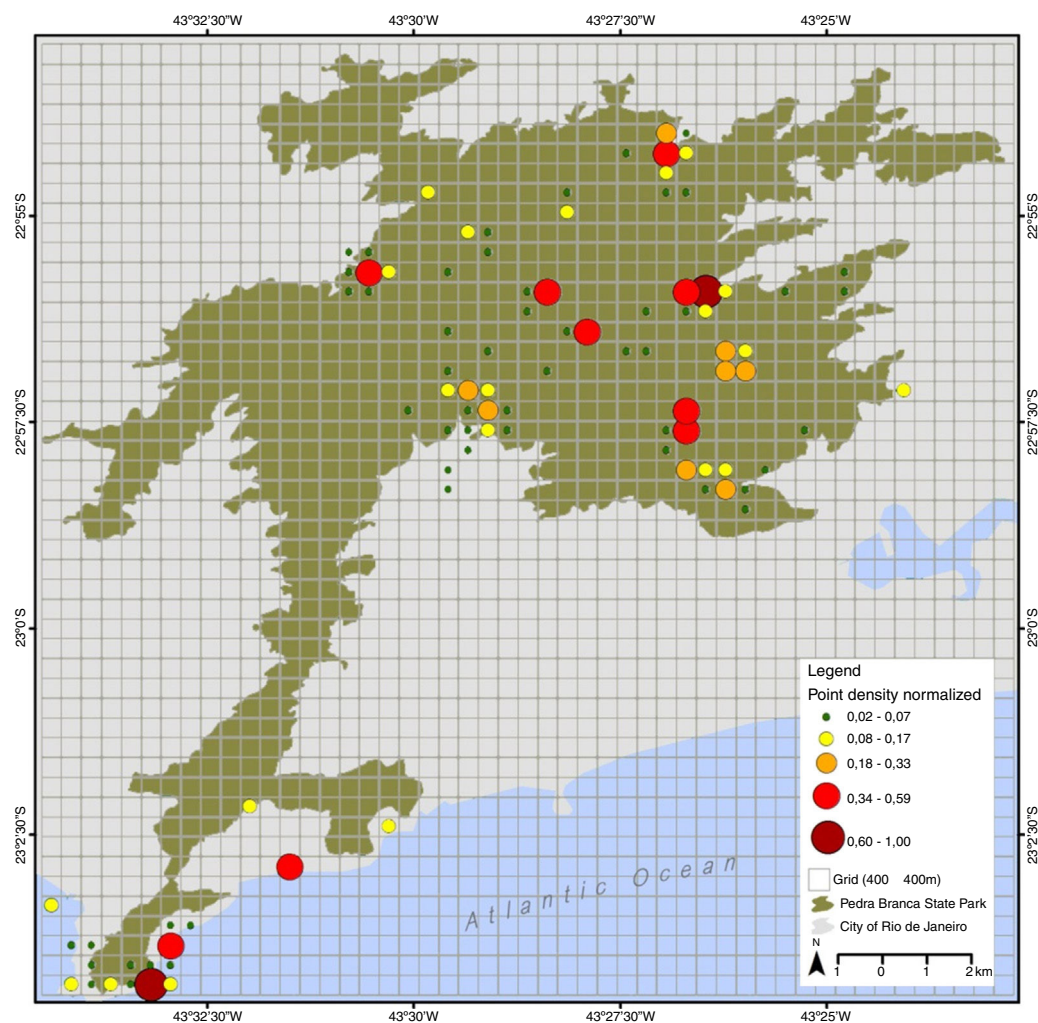 43°32'30"W 43°30'W 43°27'30"W 43°25'W
22°55'S 22°55'S
22°57'30"S 22°57'30"S
23°0'S 23°0'S
23°2'30"S 23°2'30"S
Atlantic Ocean
Legend
Point density normalized
0,02 - 0,07
0,08 - 0,17
0,18 - 0,33
0,34 - 0,59
0,60 - 1,00
Grid (400 400m)
Pedra Branca State Park
City of Rio de Janeiro
N
1 0 1 2 km
43°32'30"W 43°30'W 43°27'30"W 43°25'W